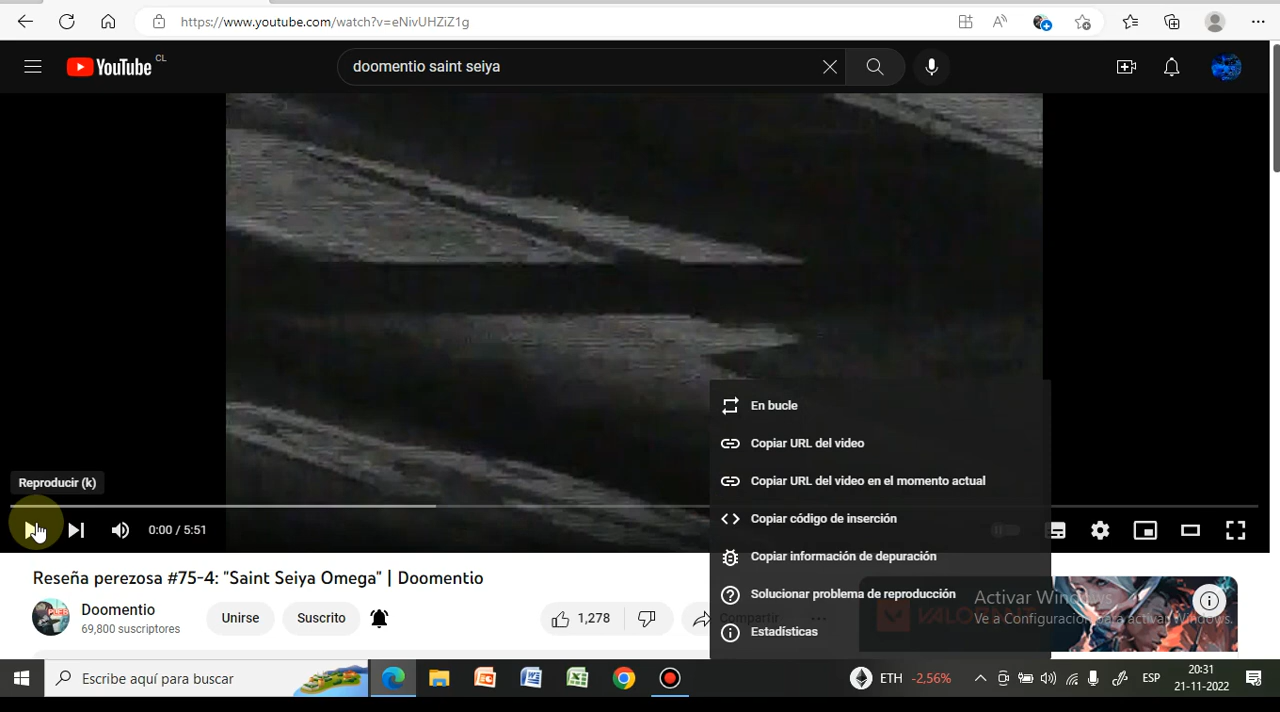 https://www.youtube.com/watch?v=eNivUHZiZ1g
YouTube CL
doomentio saint seiya
En bucle
Copiar URL del video
Copiar URL del video en el momento actual
Copiar código de inserción
Copiar información de depuración
Solucionar problema de reproducción
Estadísticas
Reproducir (k)
0:00 / 5:51
Reseña perezosa #75-4: "Saint Seiya Omega" | Doomentio
Doomentio
69,800 suscriptores
Unirse
Suscrito
1,278
Compartir
VALORANT
Activar Windows
Ve a Configuración para activar Windows.
Escribe aquí para buscar
ETH -2,56%
ESP
20:31
21-11-2022